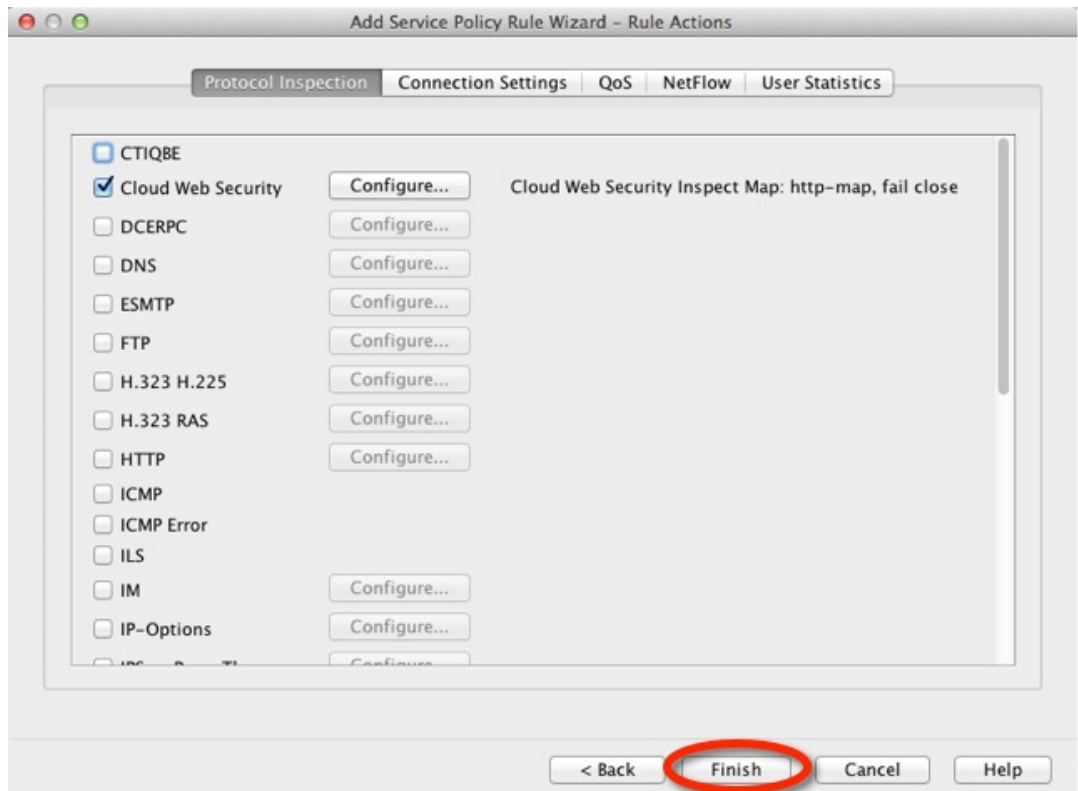 Add Service Policy Rule Wizard – Rule Actions
Protocol Inspection Connection Settings QoS NetFlow User Statistics
CTIQBE
Cloud Web Security Configure... Cloud Web Security Inspect Map: http-map, fail close
DCERPC Configure...
DNS Configure...
ESMTP Configure...
FTP Configure...
H.323 H.225 Configure...
H.323 RAS Configure...
HTTP Configure...
ICMP
ICMP Error
ILS
IM Configure...
IP-Options Configure...
Configure...
< Back Finish Cancel Help